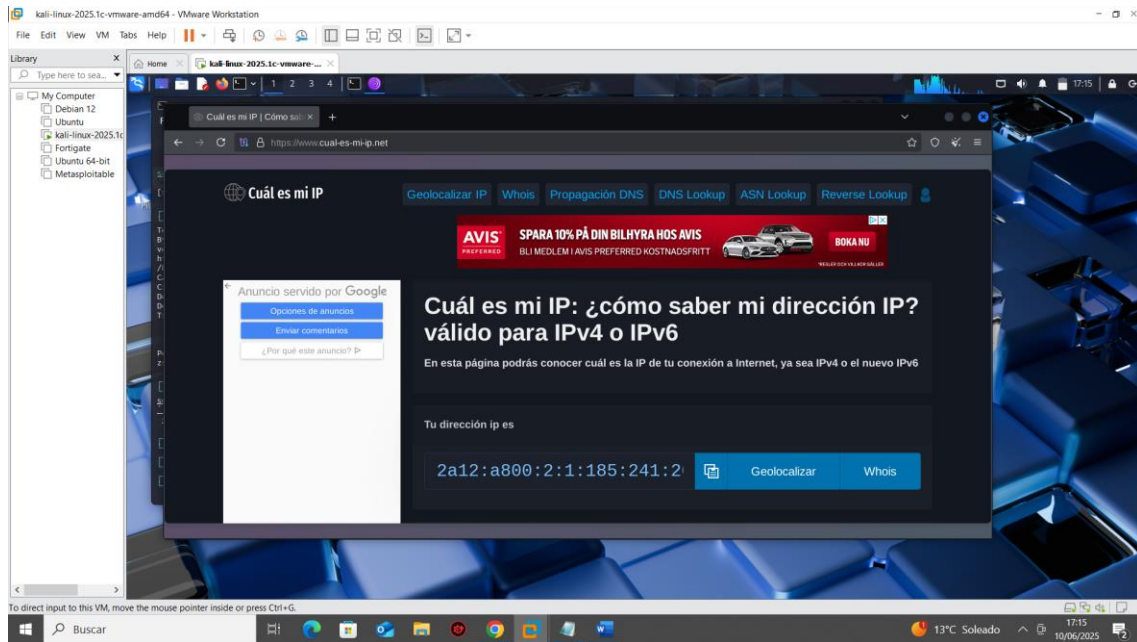 kali-linux-2025.1c-vmware-amd64 - VMware Workstation
File Edit View VM Tabs Help
Library X
Home kali-linux-2025.1c-vmware-...
Type here to sea...
1 2 3 4
17:15
My Computer
Debian 12
Ubuntu
kali-linux-2025.1c
Fortigate
Ubuntu 64-bit
Metasploitable
Cuál es mi IP | Cómo sab
https://www.cual-es-mi-ip.net
Cuál es mi IP
Geolocalizar IP Whois Propagación DNS DNS Lookup ASN Lookup Reverse Lookup
AVIS PREFERRED
SPARA 10% PÅ DIN BILHYRA HOS AVIS
BLI MEDLEM I AVIS PREFERRED KOSTNADSFRITT
BOKA NU
*REGLER OCH VILLKOR GÄLLER
Anuncio servido por Google
Opciones de anuncios
Enviar comentarios
¿Por qué este anuncio?
Cuál es mi IP: ¿cómo saber mi dirección IP?
válido para IPv4 o IPv6
En esta página podrás conocer cuál es la IP de tu conexión a Internet, ya sea IPv4 o el nuevo IPv6
Tu dirección ip es
2a12:a800:2:1:185:241:2
Geolocalizar Whois
To direct input to this VM, move the mouse pointer inside or press Ctrl+G.
Buscar
13°C Soleado
17:15
10/06/2025